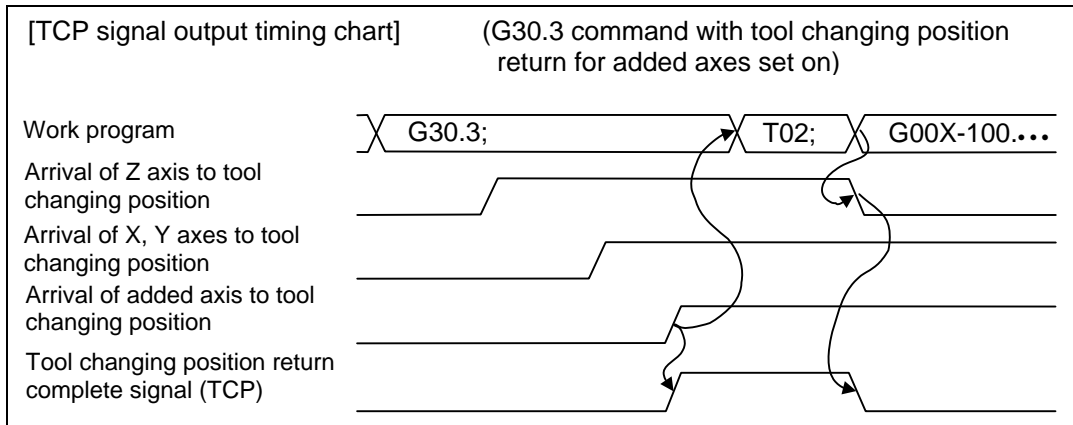 [TCP signal output timing chart]
(G30.3 command with tool changing position
return for added axes set on)
Work program
G30.3;
T02;
G00X-100.•••
Arrival of Z axis to tool
changing position
Arrival of X, Y axes to tool
changing position
Arrival of added axis to tool
changing position
Tool changing position return
complete signal (TCP)